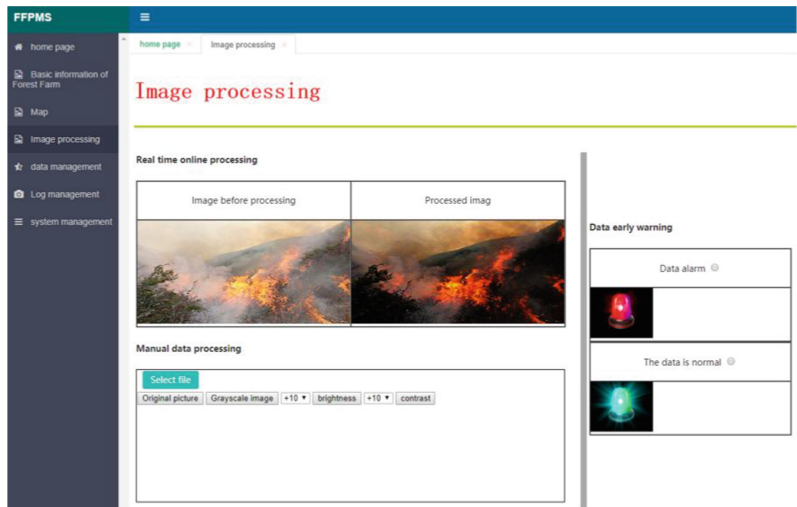 FFPMS
home page
Basic information of
Forest Farm
Map
Image processing
data management
Log management
system management
home page × Image processing ×
Image processing
Real time online processing
Image before processing
Processed imag
Manual data processing
Select file
Original picture Grayscale image +10 brightness +10 contrast
Data early warning
Data alarm
The data is normal